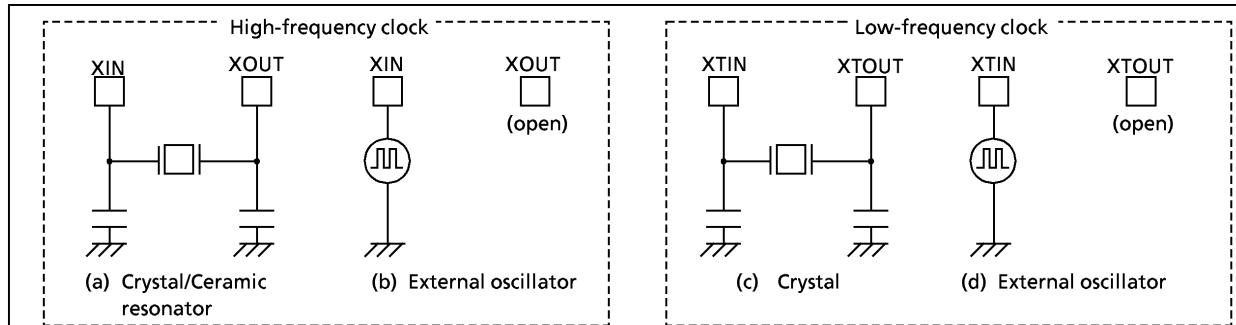 High-frequency clock
XIN
XOUT
XIN
XOUT
(open)
(a) Crystal/Ceramic
resonator
(b) External oscillator
Low-frequency clock
XTIN
XTOUT
XTIN
XTOUT
(open)
(c) Crystal
(d) External oscillator